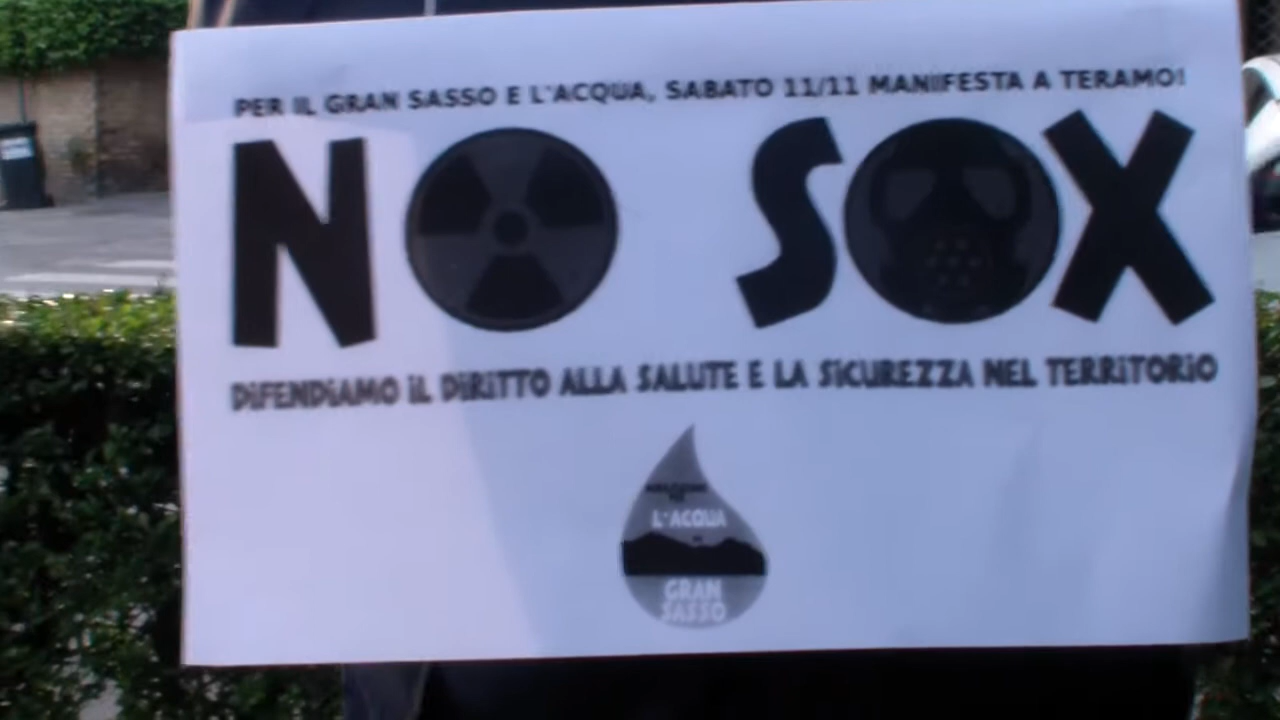 PER IL GRAN SASSO E L'ACQUA, SABATO 11/11 MANIFESTA A TERAMO!
NO SOX
DiFENDiAMO iL DiRiTTO ALLA SALUTE E LA SiCUREZZA NEL TERRiTORiO
L'ACQUA
GRAN
SASSO